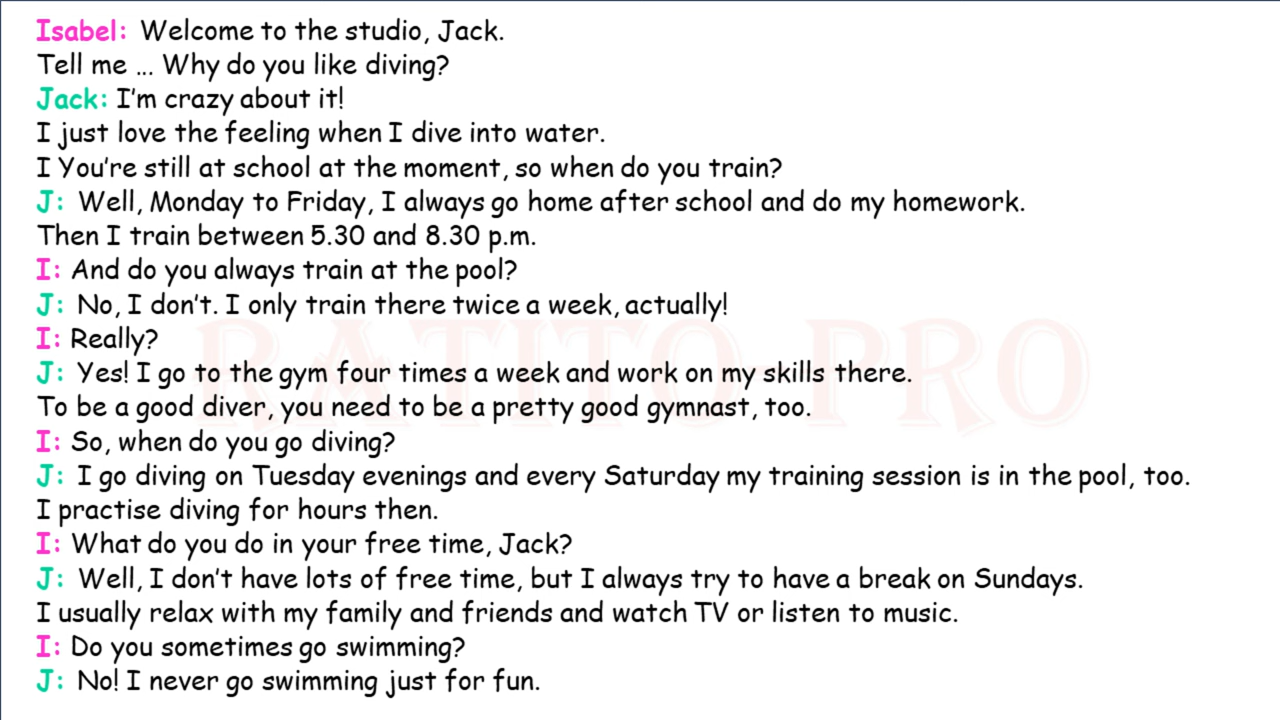 Isabel: Welcome to the studio, Jack.
Tell me ... Why do you like diving?
Jack: I'm crazy about it!
I just love the feeling when I dive into water.
I You're still at school at the moment, so when do you train?
J: Well, Monday to Friday, I always go home after school and do my homework.
Then I train between 5.30 and 8.30 p.m.
I: And do you always train at the pool?
J: No, I don't. I only train there twice a week, actually!
I: Really?
J: Yes! I go to the gym four times a week and work on my skills there.
To be a good diver, you need to be a pretty good gymnast, too.
I: So, when do you go diving?
J: I go diving on Tuesday evenings and every Saturday my training session is in the pool, too.
I practise diving for hours then.
I: What do you do in your free time, Jack?
J: Well, I don't have lots of free time, but I always try to have a break on Sundays.
I usually relax with my family and friends and watch TV or listen to music.
I: Do you sometimes go swimming?
J: No! I never go swimming just for fun.
RATITO PRO